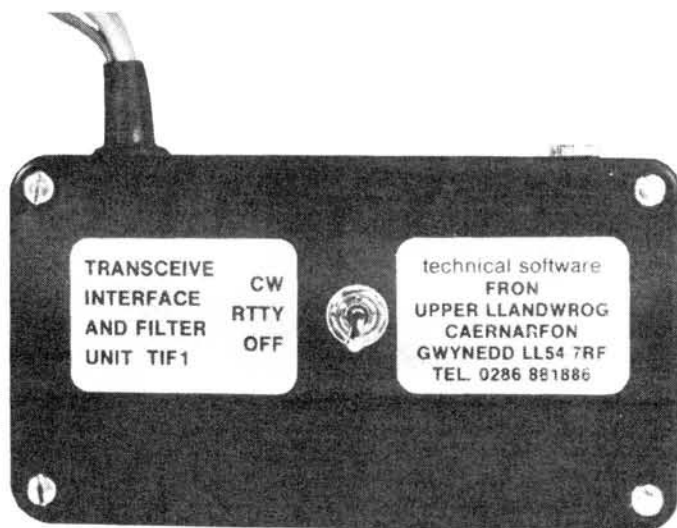 TRANSCEIVE
INTERFACE
AND FILTER
UNIT TIF1
CW
RTTY
OFF
technical software
FRON
UPPER LLANDWROG
CAERNARFON
GWYNEDD LL54 7RF
TEL. 0286 881886